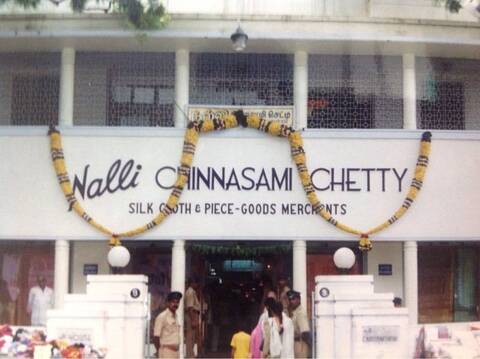 செட்டி
Nalli CHINNASAMI CHETTY
SILK CLOTH & PIECE-GOODS MERCHANTS